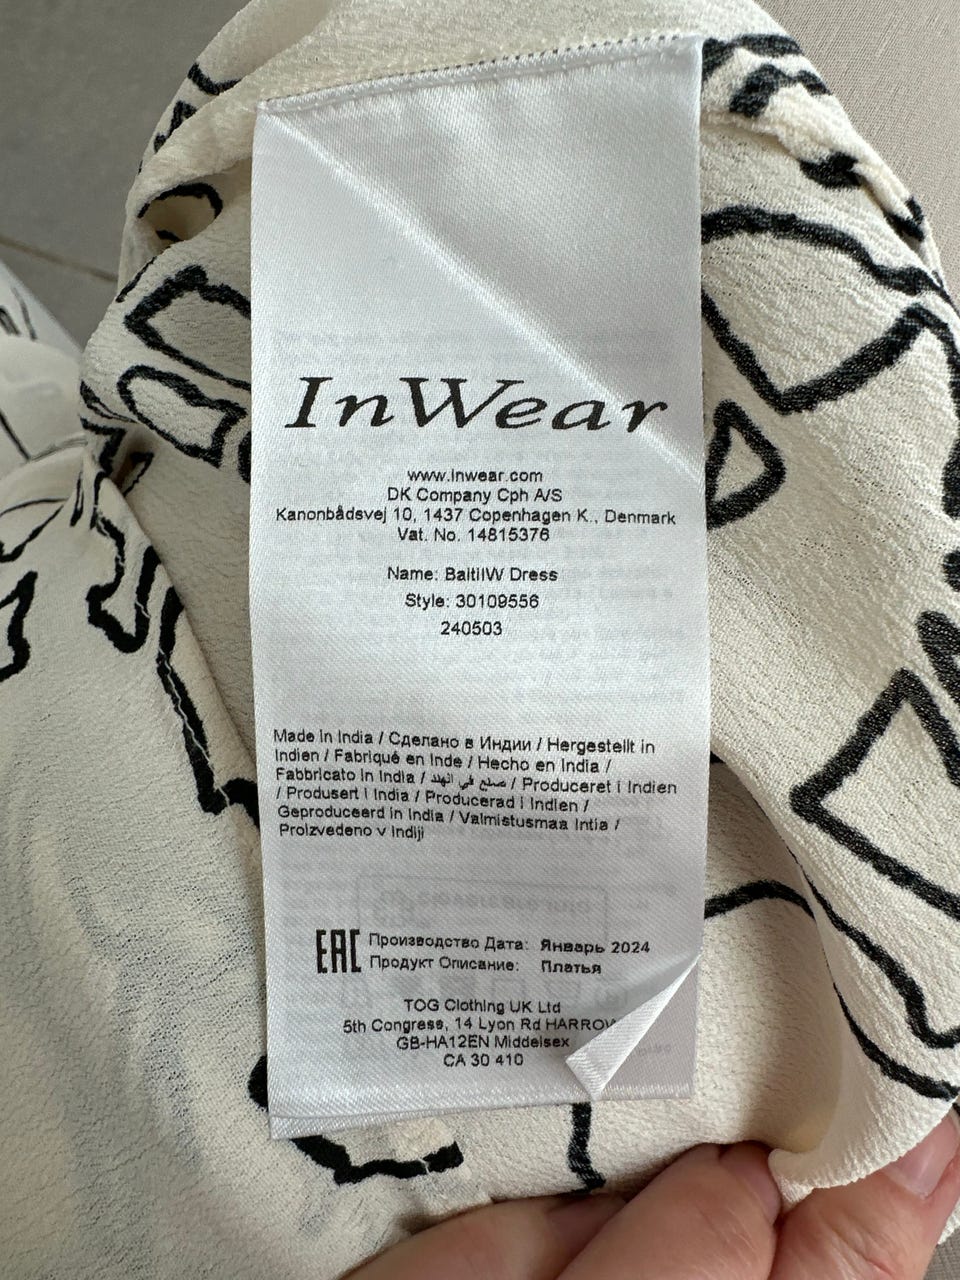 InWear
www.inwear.com
DK Company Cph A/S
Kanonbådsvej 10, 1437 Copenhagen K., Denmark
Vat. No. 14815376
Name: BaitiIW Dress
Style: 30109556
240503
Made in India / Сделано в Индии / Hergestellt in
Indien / Fabriqué en Inde / Hecho en India /
Fabbricato in India / صنع في الهند / Produceret i Indien
/ Produsert i India / Producerad i Indien /
Geproduceerd in India / Valmistusmaa Intia /
Proizvedeno v Indiji
EAC Производство Дата: Январь 2024
Продукт Описание: Платья
TOG Clothing UK Ltd
5th Congress, 14 Lyon Rd HARROW
GB-HA12EN Middelsex
CA 30 410